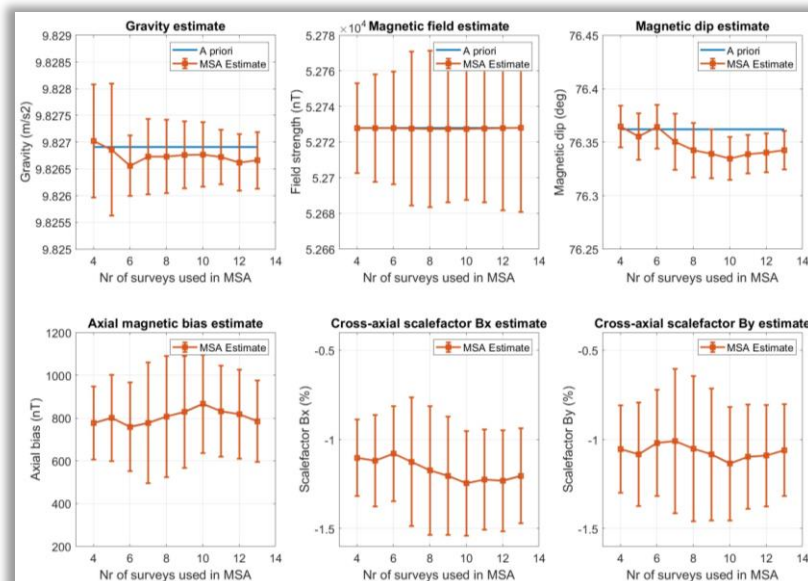 Gravity estimate
9.829
9.8285
9.828
9.8275
9.827
9.8265
9.826
9.8255
9.825
Gravity (m/s2)
A priori
MSA Estimate
4 6 8 10 12 14
Nr of surveys used in MSA
×10⁴ Magnetic field estimate
5.278
5.2778
5.2776
5.2774
5.2772
5.277
5.268
5.266
Field strength (nT)
A priori
MSA Estimate
4 6 8 10 12 14
Nr of surveys used in MSA
Magnetic dip estimate
76.45
76.4
76.35
76.3
76.25
Magnetic dip (deg)
A priori
MSA Estimate
4 6 8 10 12 14
Nr of surveys used in MSA
Axial magnetic bias estimate
1200
1000
800
600
400
200
Axial bias (nT)
MSA Estimate
4 6 8 10 12 14
Nr of surveys used in MSA
Cross-axial scalefactor Bx estimate
-0.5
-1
-1.5
Scalefactor Bx (%)
MSA Estimate
4 6 8 10 12 14
Nr of surveys used in MSA
Cross-axial scalefactor By estimate
-0.5
-1
-1.5
Scalefactor By (%)
MSA Estimate
4 6 8 10 12 14
Nr of surveys used in MSA